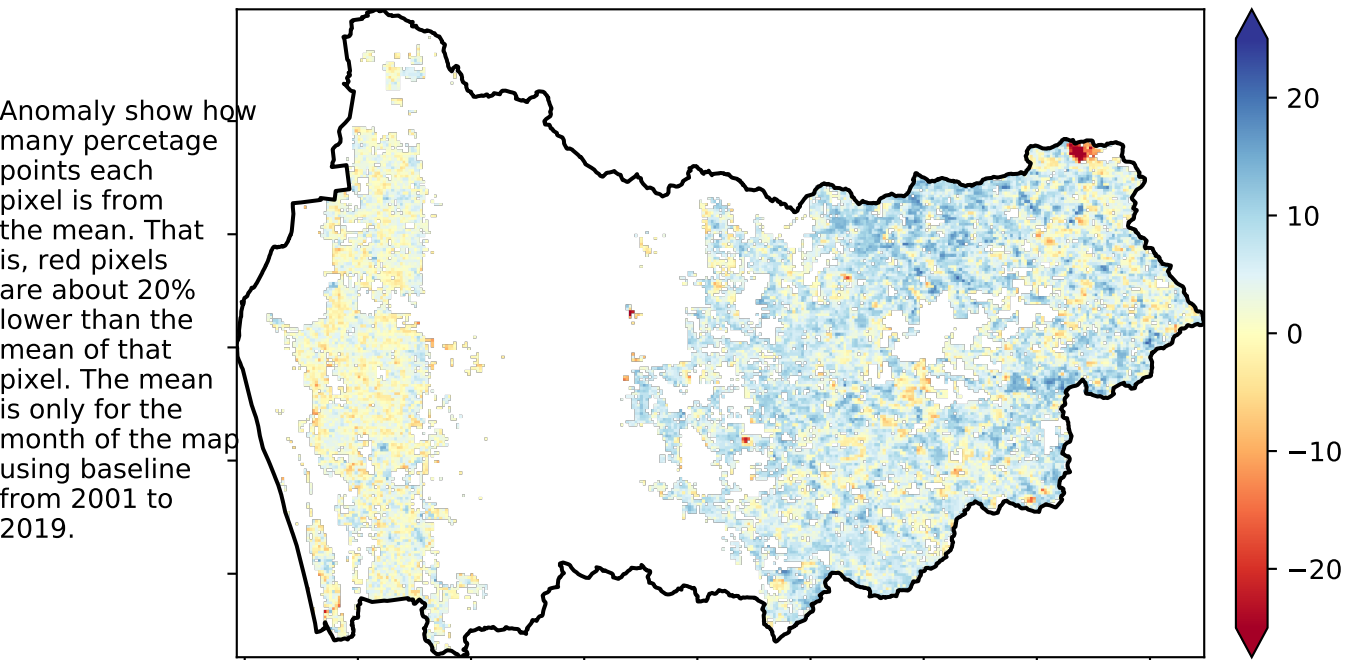 Anomaly show how
many percetage
points each
pixel is from
the mean. That
is, red pixels
are about 20%
lower than the
mean of that
pixel. The mean
is only for the
month of the map
using baseline
from 2001 to
2019.
20
10
0
−10
−20